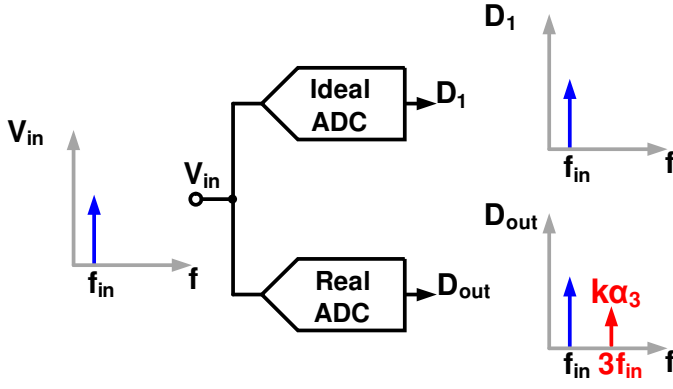 D1
Ideal
ADC
D1
fin
f
Vin
Vin
fin
f
Dout
Real
ADC
Dout
kα3
fin
3fin
f